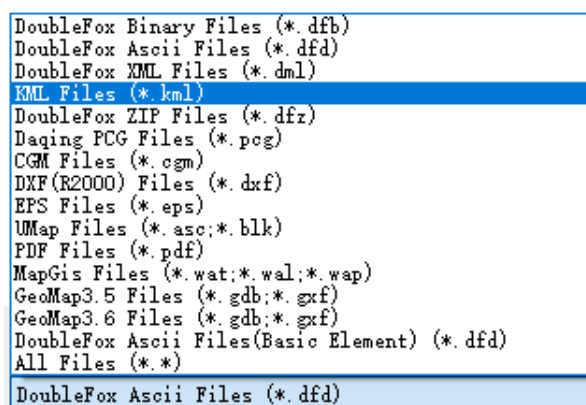 DoubleFox Binary Files (*.dfb)
DoubleFox Ascii Files (*.dfd)
DoubleFox XML Files (*.dml)
KML Files (*.kml)
DoubleFox ZIP Files (*.dfz)
Daqing PCG Files (*.pcg)
CGM Files (*.cgm)
DXF(R2000) Files (*.dxf)
EPS Files (*.eps)
UMap Files (*.asc;*.blk)
PDF Files (*.pdf)
MapGis Files (*.wat;*.wal;*.wap)
GeoMap3.5 Files (*.gdb;*.gxf)
GeoMap3.6 Files (*.gdb;*.gxf)
DoubleFox Ascii Files(Basic Element) (*.dfd)
All Files (*.*)
DoubleFox Ascii Files (*.dfd)